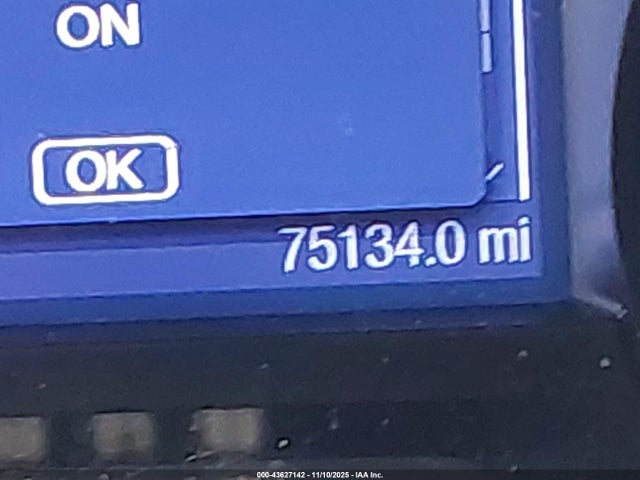 ON
OK
75134.0 mi
000-43627142 - 11/10/2025 - IAA Inc.